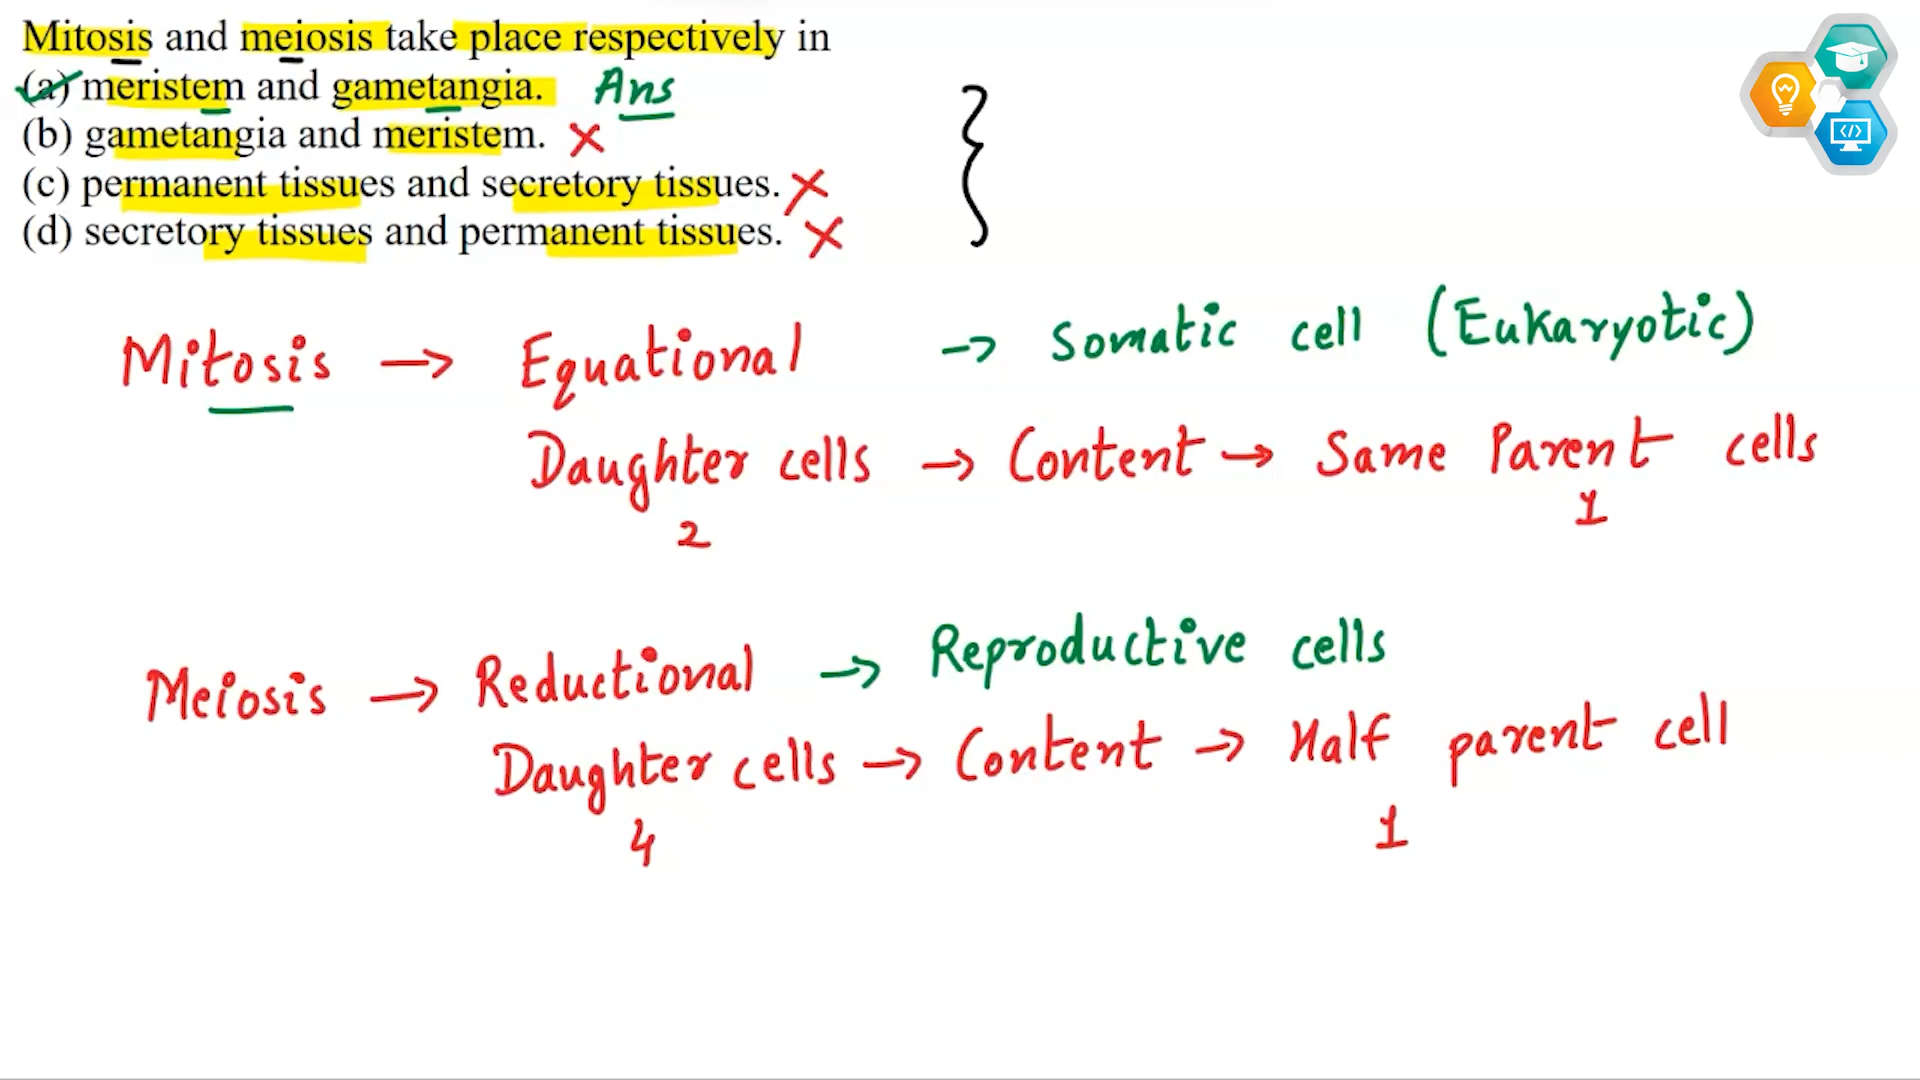 Mitosis and meiosis take place respectively in
(a) meristem and gametangia. Ans
(b) gametangia and meristem.
(c) permanent tissues and secretory tissues.
(d) secretory tissues and permanent tissues.
Mitosis → Equational → Somatic cell (Eukaryotic)
Daughter cells → Content → Same Parent cells
2 1
Meiosis → Reductional → Reproductive cells
Daughter cells → Content → Half parent cell
4 1